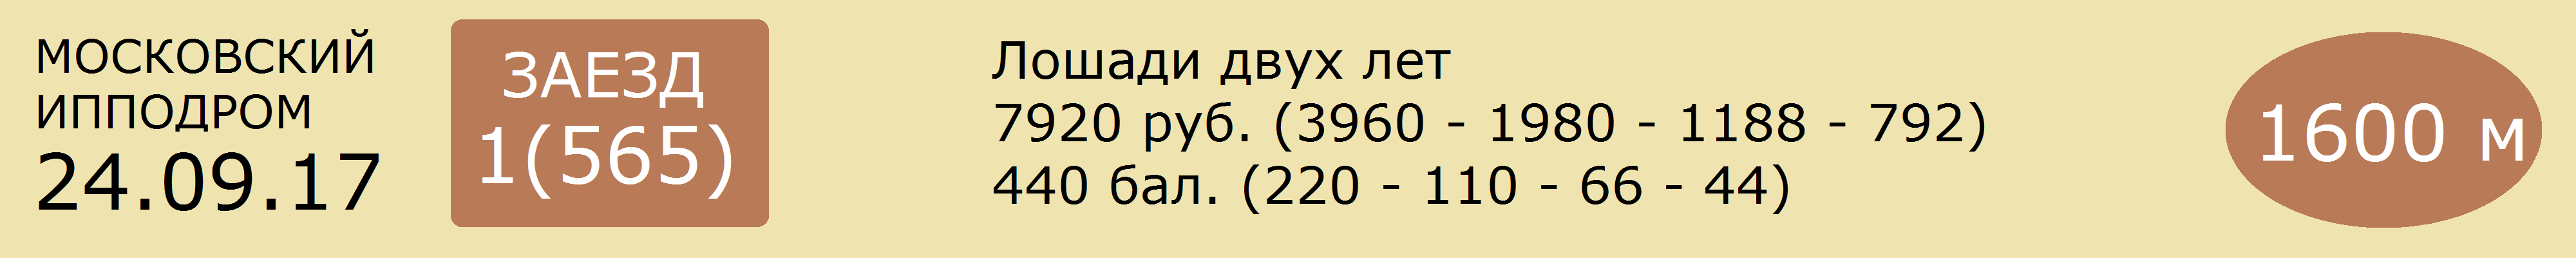 МОСКОВСКИЙ
ИППОДРОМ
24.09.17
ЗАЕЗД
1(565)
Лошади двух лет
7920 руб. (3960 - 1980 - 1188 - 792)
440 бал. (220 - 110 - 66 - 44)
1600 м